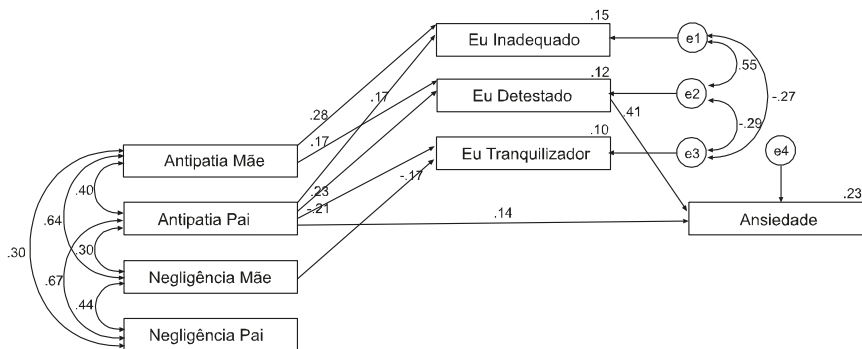 .15
Eu Inadequado
e1
.55
.12
.17
Eu Detestado
e2
-.27
.28
.41
-.29
.17
.10
Eu Tranquilizador
e3
e4
Antipatia Mãe
-.17
.40
.23
.23
-.21
Antipatia Pai
.14
Ansiedade
.64
.30
.30
.67
Negligência Mãe
.44
Negligência Pai